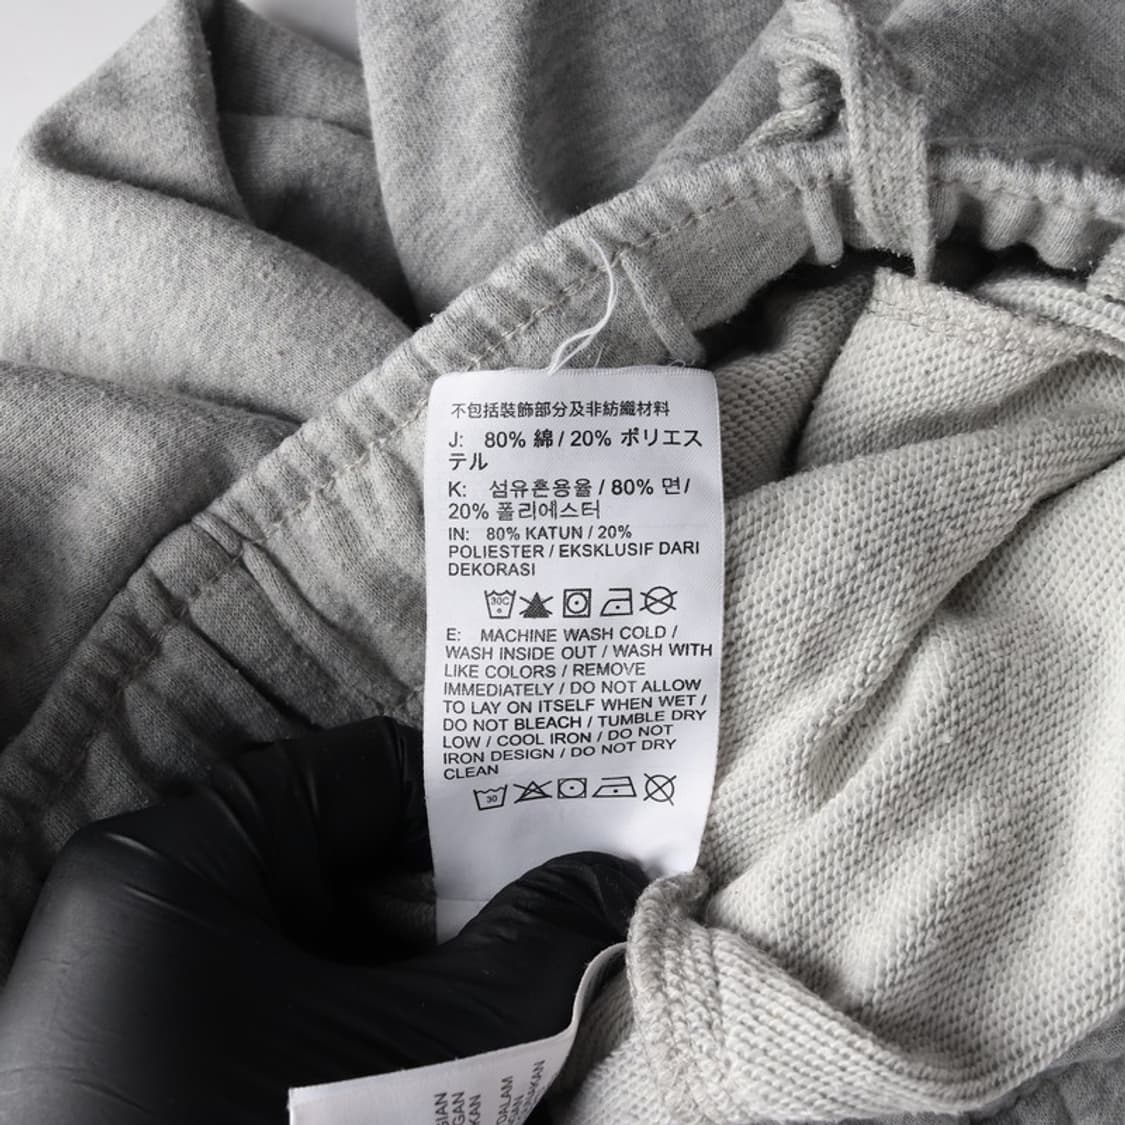 不包括裝飾部分及非紡織材料
J: 80% 綿 / 20% ポリエス
テル
K: 섬유혼용율 / 80% 면 /
20% 폴리에스터
IN: 80% KATUN / 20%
POLIESTER / EKSKLUSIF DARI
DEKORASI
30C
E: MACHINE WASH COLD /
WASH INSIDE OUT / WASH WITH
LIKE COLORS / REMOVE
IMMEDIATELY / DO NOT ALLOW
TO LAY ON ITSELF WHEN WET /
DO NOT BLEACH / TUMBLE DRY
LOW / COOL IRON / DO NOT
IRON DESIGN / DO NOT DRY
CLEAN
30